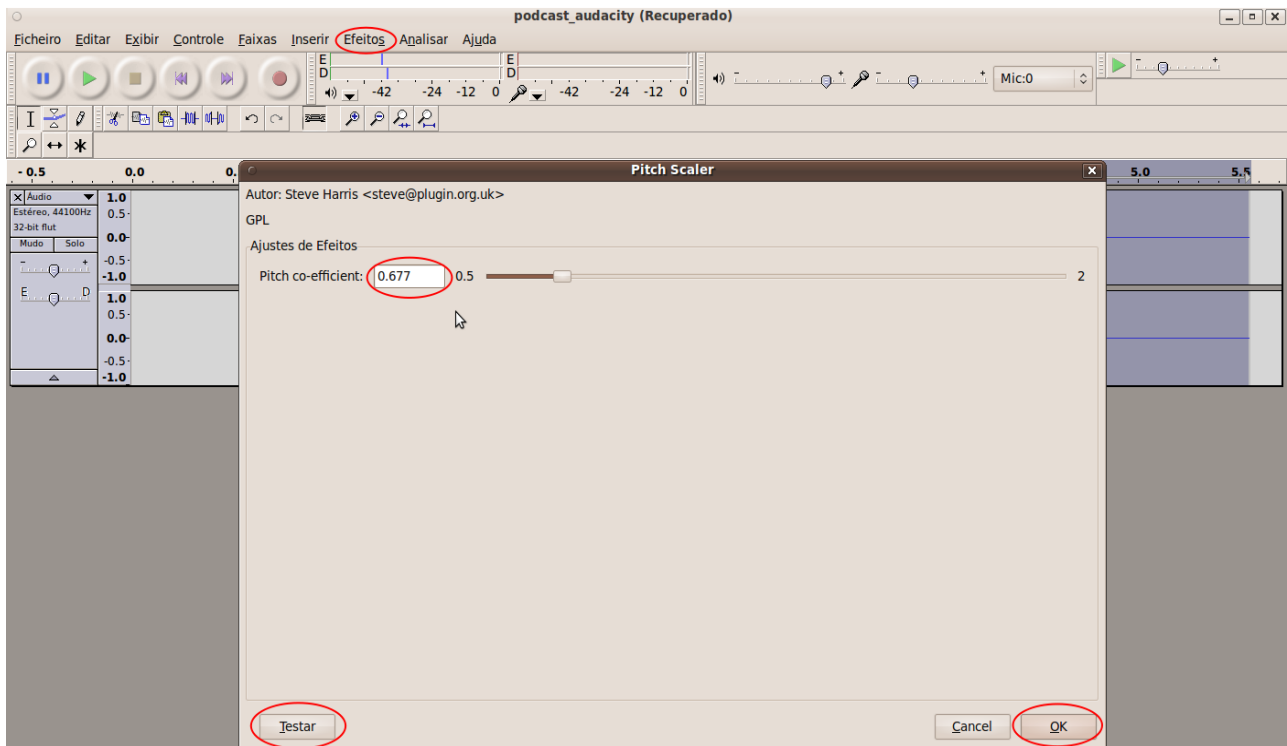 podcast_audacity (Recuperado)
Ficheiro Editar Exibir Controle Faixas Inserir Efeitos Analisar Ajuda
E E
D D
-42 -24 -12 0 -42 -24 -12 0 - + - + Mic:0 - +
- 0.5 0.0 0. Pitch Scaler 5.0 5.5
X Áudio 1.0
Estéreo, 44100Hz 0.5
32-bit flut
Mudo Solo 0.0
- + -0.5
-1.0
E D 1.0
0.5
0.0
-0.5
-1.0
Autor: Steve Harris <steve@plugin.org.uk>
GPL
Ajustes de Efeitos
Pitch co-efficient: 0.677 0.5 2
Testar Cancel OK